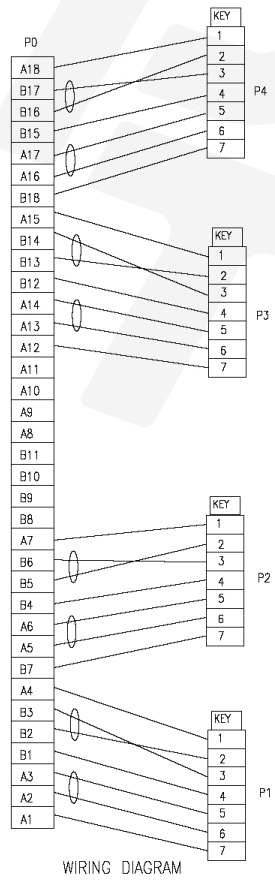 P0
A18
B17
B16
B15
A17
A16
B18
A15
B14
B13
B12
A14
A13
A12
A11
A10
A9
A8
B11
B10
B9
B8
A7
B6
B5
B4
A6
A5
B7
A4
B3
B2
B1
A3
A2
A1
KEY
1
2
3
4
5
6
7
P4
KEY
1
2
3
4
5
6
7
P3
KEY
1
2
3
4
5
6
7
P2
KEY
1
2
3
4
5
6
7
P1
WIRING DIAGRAM